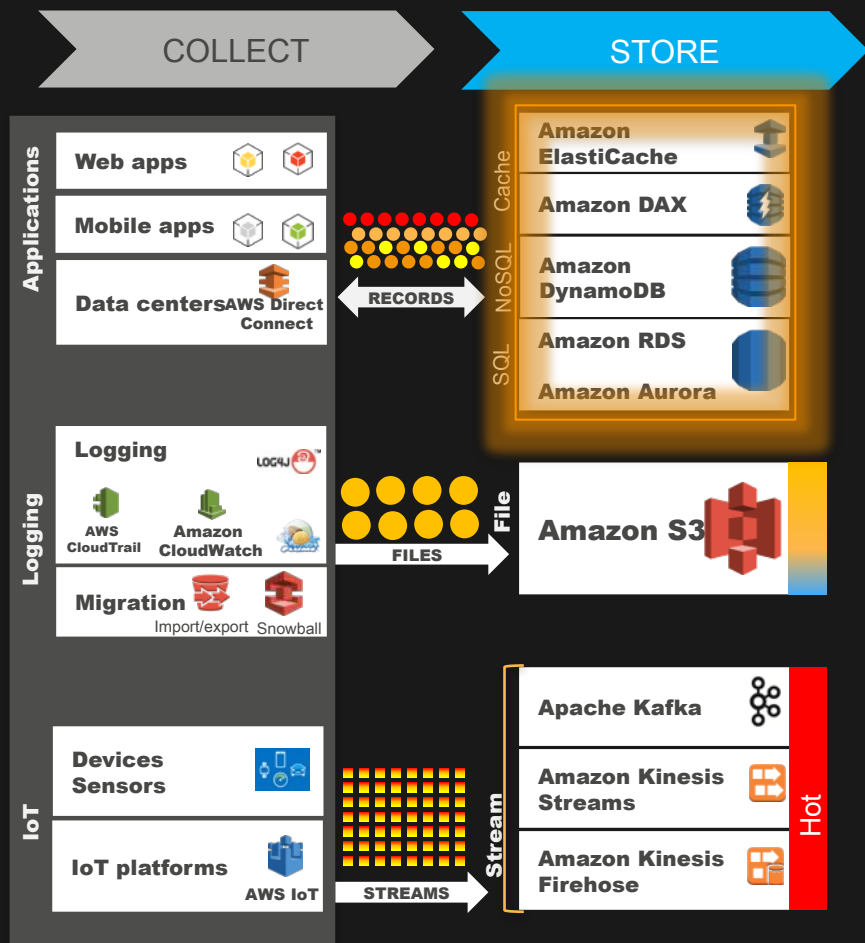 COLLECT
STORE
Applications
Web apps
Mobile apps
Data centers
AWS Direct
Connect
RECORDS
Cache
NoSQL
SQL
Amazon
ElastiCache
Amazon DAX
Amazon
DynamoDB
Amazon RDS
Amazon Aurora
Logging
Logging
LOG4J
AWS
CloudTrail
Amazon
CloudWatch
Migration
Import/export
Snowball
FILES
File
Amazon S3
IoT
Devices
Sensors
IoT platforms
AWS IoT
STREAMS
Stream
Apache Kafka
Amazon Kinesis
Streams
Amazon Kinesis
Firehose
Hot